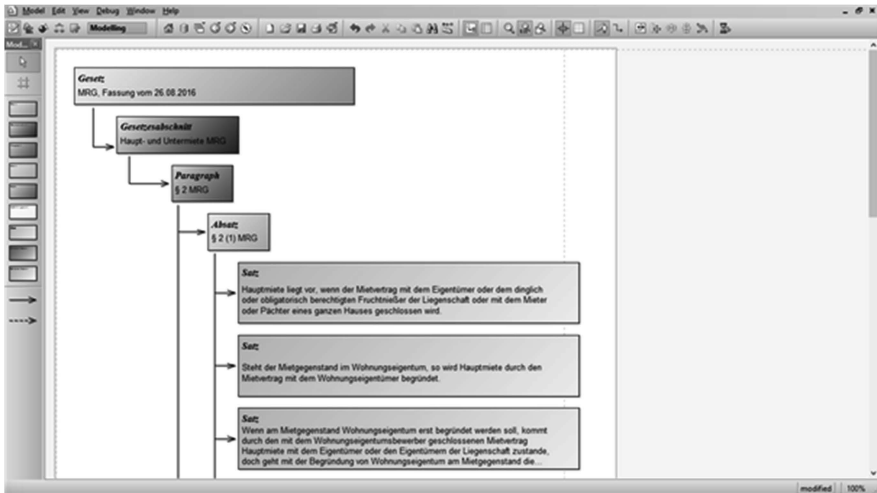 Model Edit View Debug Window Help
Modelling
Mod...
Gesetz
MRG, Fassung vom 26.08.2016
Gesetzesabschnitt
Haupt- und Untermiete MRG
Paragraph
§ 2 MRG
Absatz
§ 2 (1) MRG
Satz
Hauptmiete liegt vor, wenn der Mietvertrag mit dem Eigentümer oder dem dinglich
oder obligatorisch berechtigten Fruchtnießer der Liegenschaft oder mit dem Mieter
oder Pächter eines ganzen Hauses geschlossen wird.
Satz
Steht der Mietgegenstand im Wohnungseigentum, so wird Hauptmiete durch den
Mietvertrag mit dem Wohnungseigentümer begründet.
Satz
Wenn am Mietgegenstand Wohnungseigentum erst begründet werden soll, kommt
durch den mit dem Wohnungseigentumsbewerber geschlossenen Mietvertrag
Hauptmiete mit dem Eigentümer oder den Eigentümern der Liegenschaft zustande,
doch geht mit der Begründung von Wohnungseigentum am Mietgegenstand die...
modified 100%